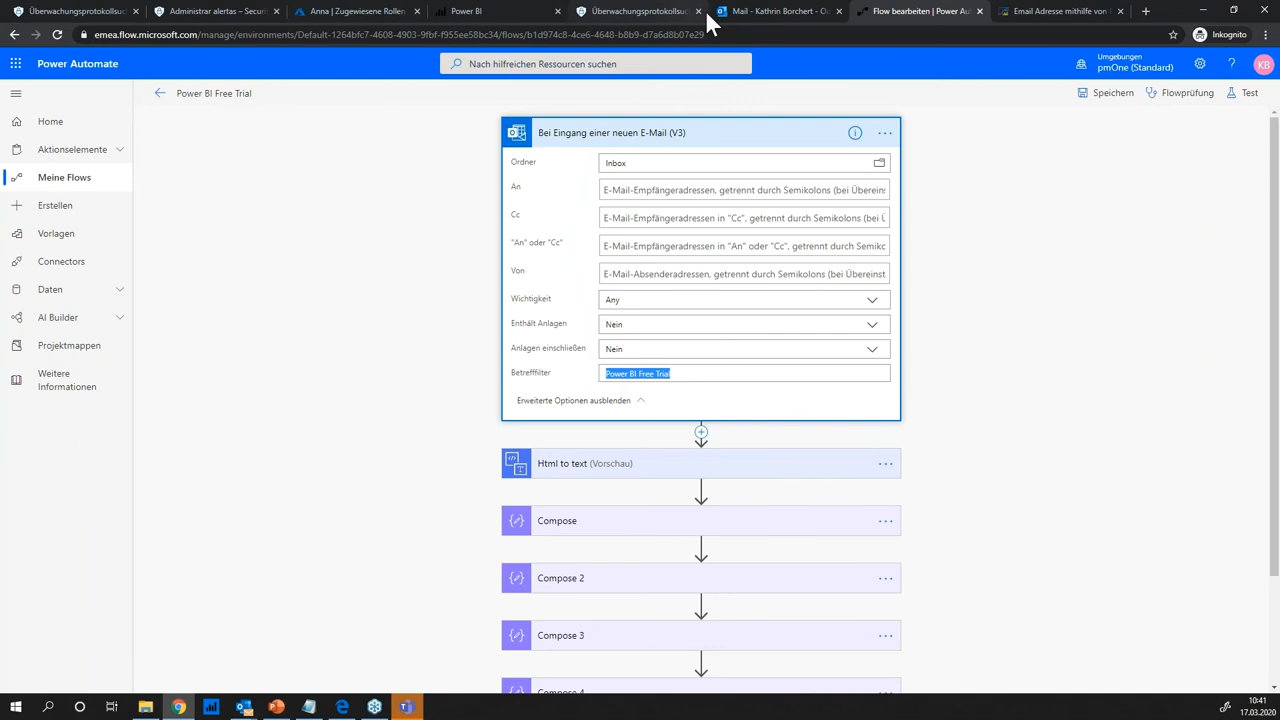 Überwachungsprotokollsuc
Administrar alertas – Securi
Anna | Zugewiesene Rollen
Power BI
Überwachungsprotokollsuc
Mail - Kathrin Borchert - Ou
Flow bearbeiten | Power Au
Email Adresse mithilfe von F
emea.flow.microsoft.com/manage/environments/Default-1264bfc7-4608-4903-9fbf-f955ee58bc34/flows/b1d974c8-4ce6-4648-b8b9-d7a6d8b07e29
Inkognito
Power Automate
Nach hilfreichen Ressourcen suchen
Umgebungen
pmOne (Standard)
KB
Power BI Free Trial
Speichern
Flowprüfung
Test
Home
Aktionselemente
Meine Flows
Erstellen
Vorlagen
Connectors
Daten
AI Builder
Projektmappen
Weitere
Informationen
Bei Eingang einer neuen E-Mail (V3)
Ordner
Inbox
An
E-Mail-Empfängeradressen, getrennt durch Semikolons (bei Übereins
Cc
E-Mail-Empfängeradressen in "Cc", getrennt durch Semikolons (bei Ü
"An" oder "Cc"
E-Mail-Empfängeradressen in "An" oder "Cc", getrennt durch Semiko
Von
E-Mail-Absenderadressen, getrennt durch Semikolons (bei Übereinst
Wichtigkeit
Any
Enthält Anlagen
Nein
Anlagen einschließen
Nein
Betrefffilter
Power BI Free Trial
Erweiterte Optionen ausblenden
Html to text (Vorschau)
Compose
Compose 2
Compose 3
Compose 4
10:41
17.03.2020